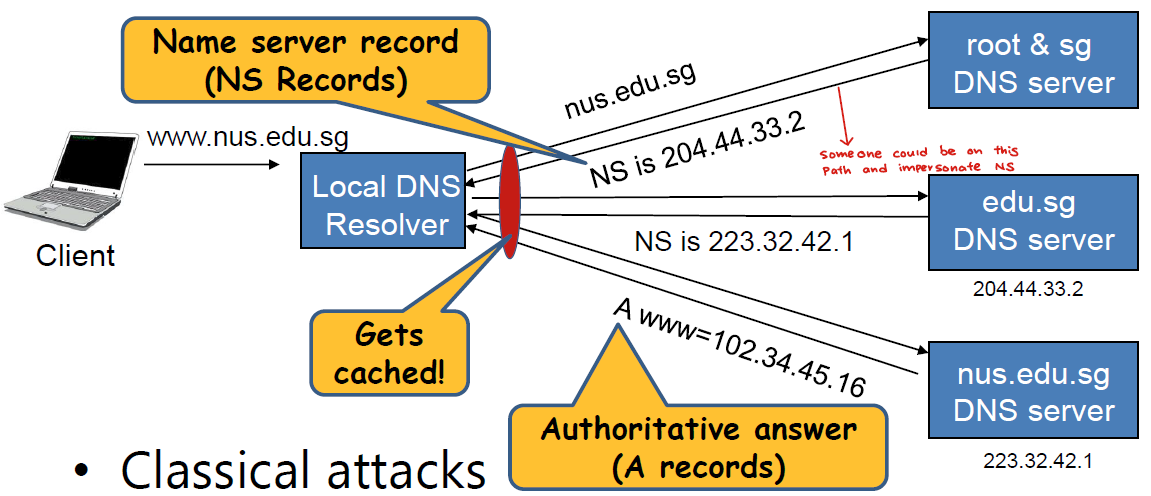 Name server record
(NS Records)
www.nus.edu.sg
Client
Local DNS
Resolver
nus.edu.sg
NS is 204.44.33.2
root & sg
DNS server
someone could be on this
path and impersonate NS
edu.sg
DNS server
204.44.33.2
NS is 223.32.42.1
Gets
cached!
A www=102.34.45.16
nus.edu.sg
DNS server
223.32.42.1
Authoritative answer
(A records)
• Classical attacks